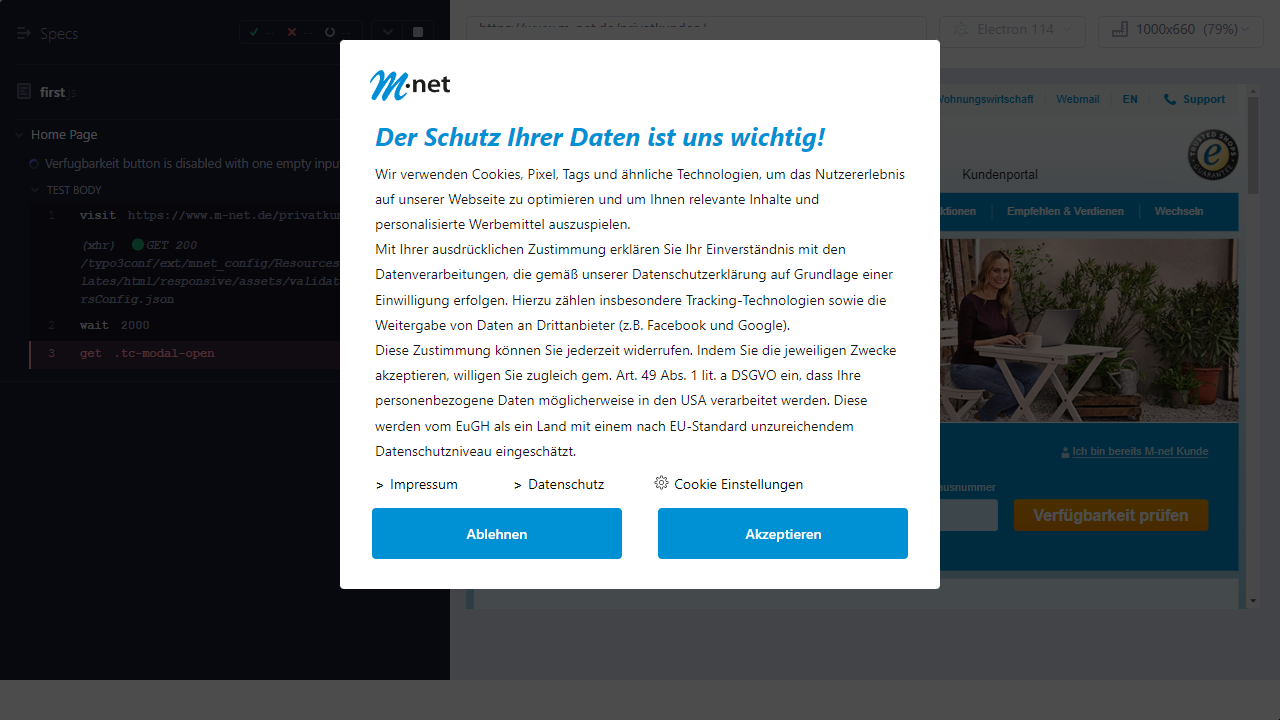 Specs
-- -- --
https://www.m-net.de/privatkunden/
Electron 114
1000x660 (79%)
first.js
Wohnungswirtschaft
Webmail
EN
Support
Home Page
Verfugbarkeit button is disabled with one empty input
TEST BODY
Kundenportal
1 visit https://www.m-net.de/privatkun
Empfehlen & Verdienen
Wechseln
(xhr) GET 200
/typo3conf/ext/mnet_config/Resources
lates/html/responsive/assets/validat
rsConfig.json
2 wait 2000
3 get .tc-modal-open
M·net
Der Schutz Ihrer Daten ist uns wichtig!
Wir verwenden Cookies, Pixel, Tags und ähnliche Technologien, um das Nutzererlebnis
auf unserer Webseite zu optimieren und um Ihnen relevante Inhalte und
personalisierte Werbemittel auszuspielen.
Mit Ihrer ausdrücklichen Zustimmung erklären Sie Ihr Einverständnis mit den
Datenverarbeitungen, die gemäß unserer Datenschutzerklärung auf Grundlage einer
Einwilligung erfolgen. Hierzu zählen insbesondere Tracking-Technologien sowie die
Weitergabe von Daten an Drittanbieter (z.B. Facebook und Google).
Diese Zustimmung können Sie jederzeit widerrufen. Indem Sie die jeweiligen Zwecke
akzeptieren, willigen Sie zugleich gem. Art. 49 Abs. 1 lit. a DSGVO ein, dass Ihre
personenbezogene Daten möglicherweise in den USA verarbeitet werden. Diese
werden vom EuGH als ein Land mit einem nach EU-Standard unzureichendem
Datenschutzniveau eingeschätzt.
> Impressum
> Datenschutz
Cookie Einstellungen
Ablehnen
Akzeptieren
Ich bin bereits M-net Kunde
ausnummer
Verfügbarkeit prüfen